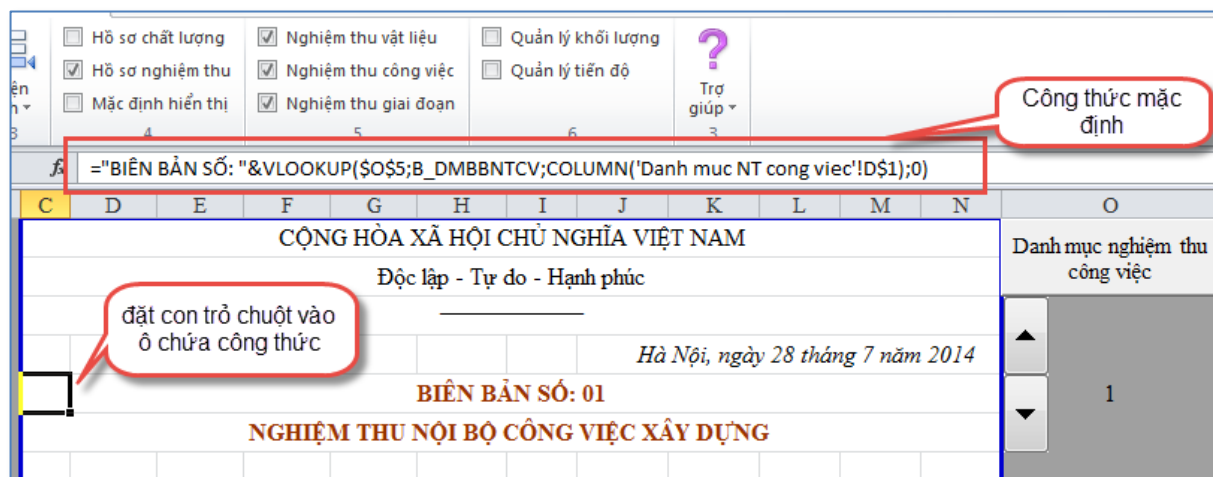 Hồ sơ chất lượng
Nghiệm thu vật liệu
Quản lý khối lượng
Hồ sơ nghiệm thu
Nghiệm thu công việc
Quản lý tiến độ
Mặc định hiển thị
Nghiệm thu giai đoạn
Trợ
giúp
3
4
5
6
3
Công thức mặc
định
="BIÊN BẢN SỐ: "&VLOOKUP($O$5;B_DMBBNTCV;COLUMN('Danh muc NT cong viec'!D$1);0)
C D E F G H I J K L M N O
CỘNG HÒA XÃ HỘI CHỦ NGHĨA VIỆT NAM
Độc lập - Tự do - Hạnh phúc
Danh mục nghiệm thu
công việc
đặt con trỏ chuột vào
ô chứa công thức
Hà Nội, ngày 28 tháng 7 năm 2014
BIÊN BẢN SỐ: 01
1
NGHIỆM THU NỘI BỘ CÔNG VIỆC XÂY DỰNG